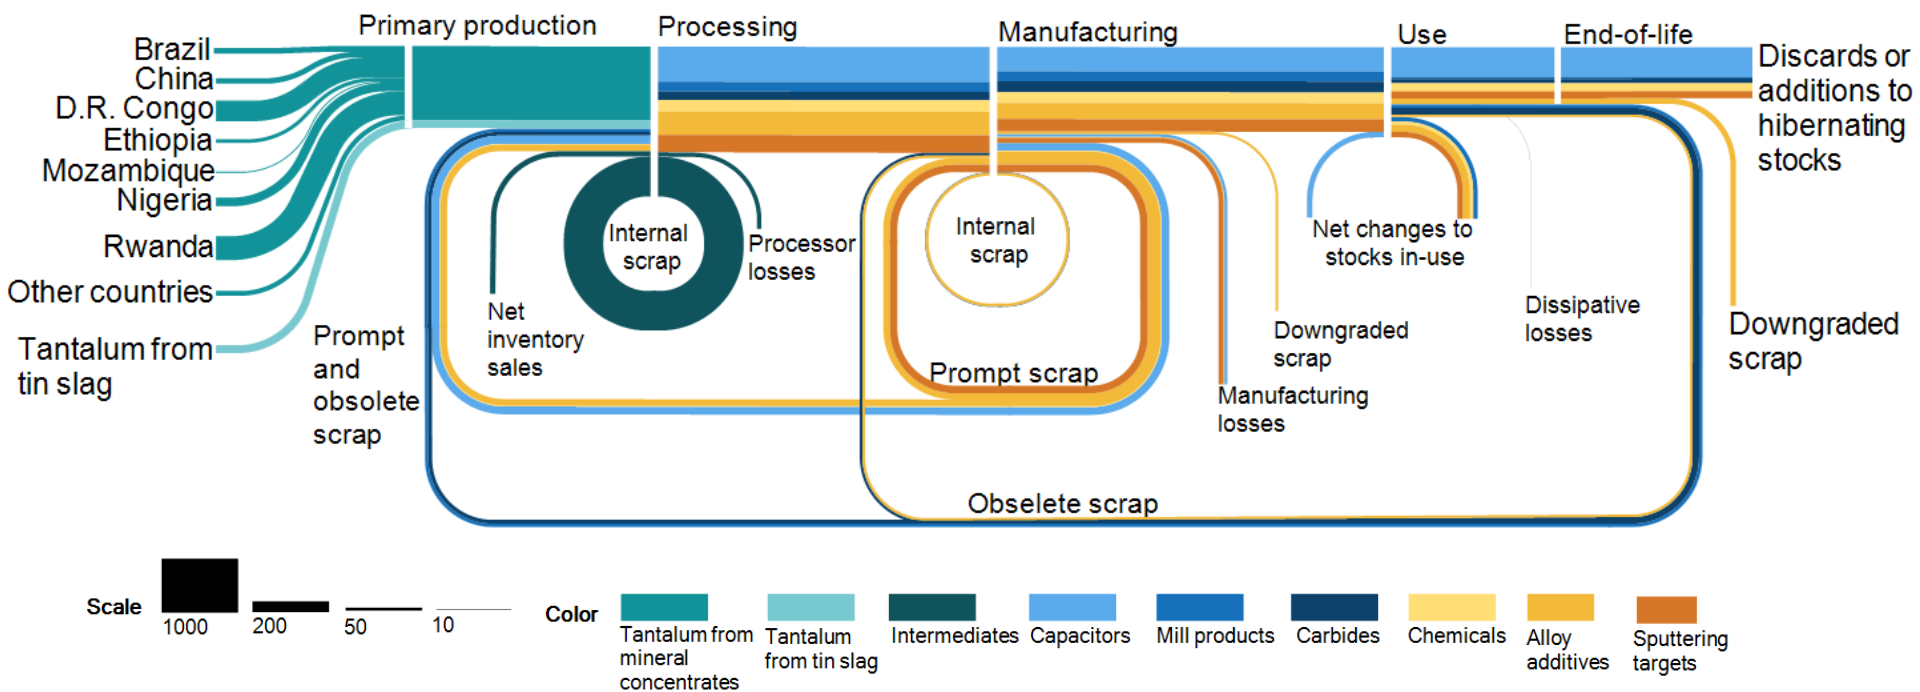 Primary production
Processing
Manufacturing
Use
End-of-life
Brazil
China
D.R. Congo
Ethiopia
Mozambique
Nigeria
Rwanda
Other countries
Tantalum from
tin slag
Discards or
additions to
hibernating
stocks
Internal
scrap
Processor
losses
Internal
scrap
Net changes to
stocks in-use
Net
inventory
sales
Prompt
and
obsolete
scrap
Prompt scrap
Downgraded
scrap
Manufacturing
losses
Dissipative
losses
Downgraded
scrap
Obselete scrap
Scale
1000
200
50
10
Color
Tantalum from
mineral
concentrates
Tantalum
from tin slag
Intermediates
Capacitors
Mill products
Carbides
Chemicals
Alloy
additives
Sputtering
targets